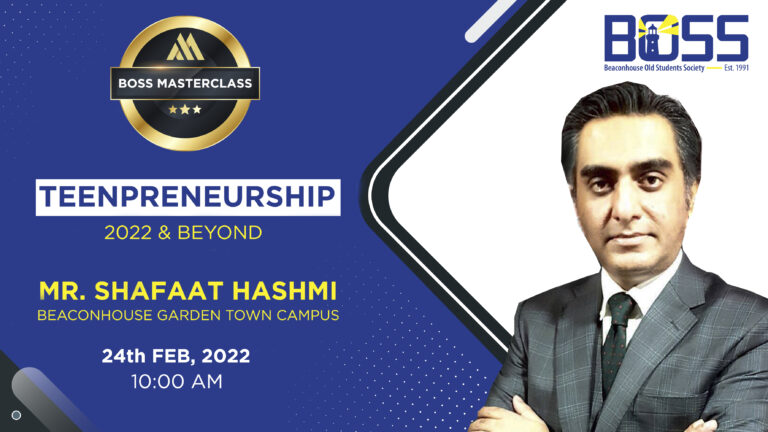 BOSS MASTERCLASS
TEENPRENEURSHIP
2022 & BEYOND
MR. SHAFAAT HASHMI
BEACONHOUSE GARDEN TOWN CAMPUS
24th FEB, 2022
10:00 AM
BOSS
Beaconhouse Old Students Society Est. 1991